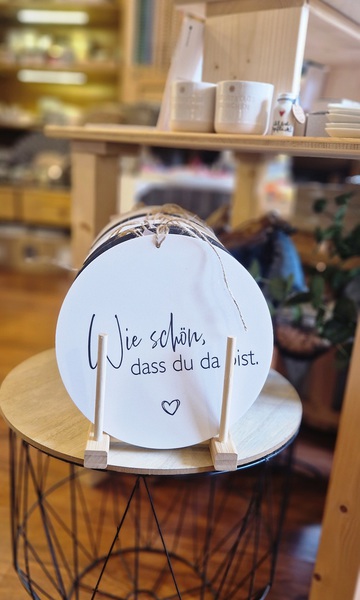 Wie schön,
dass du da bist.